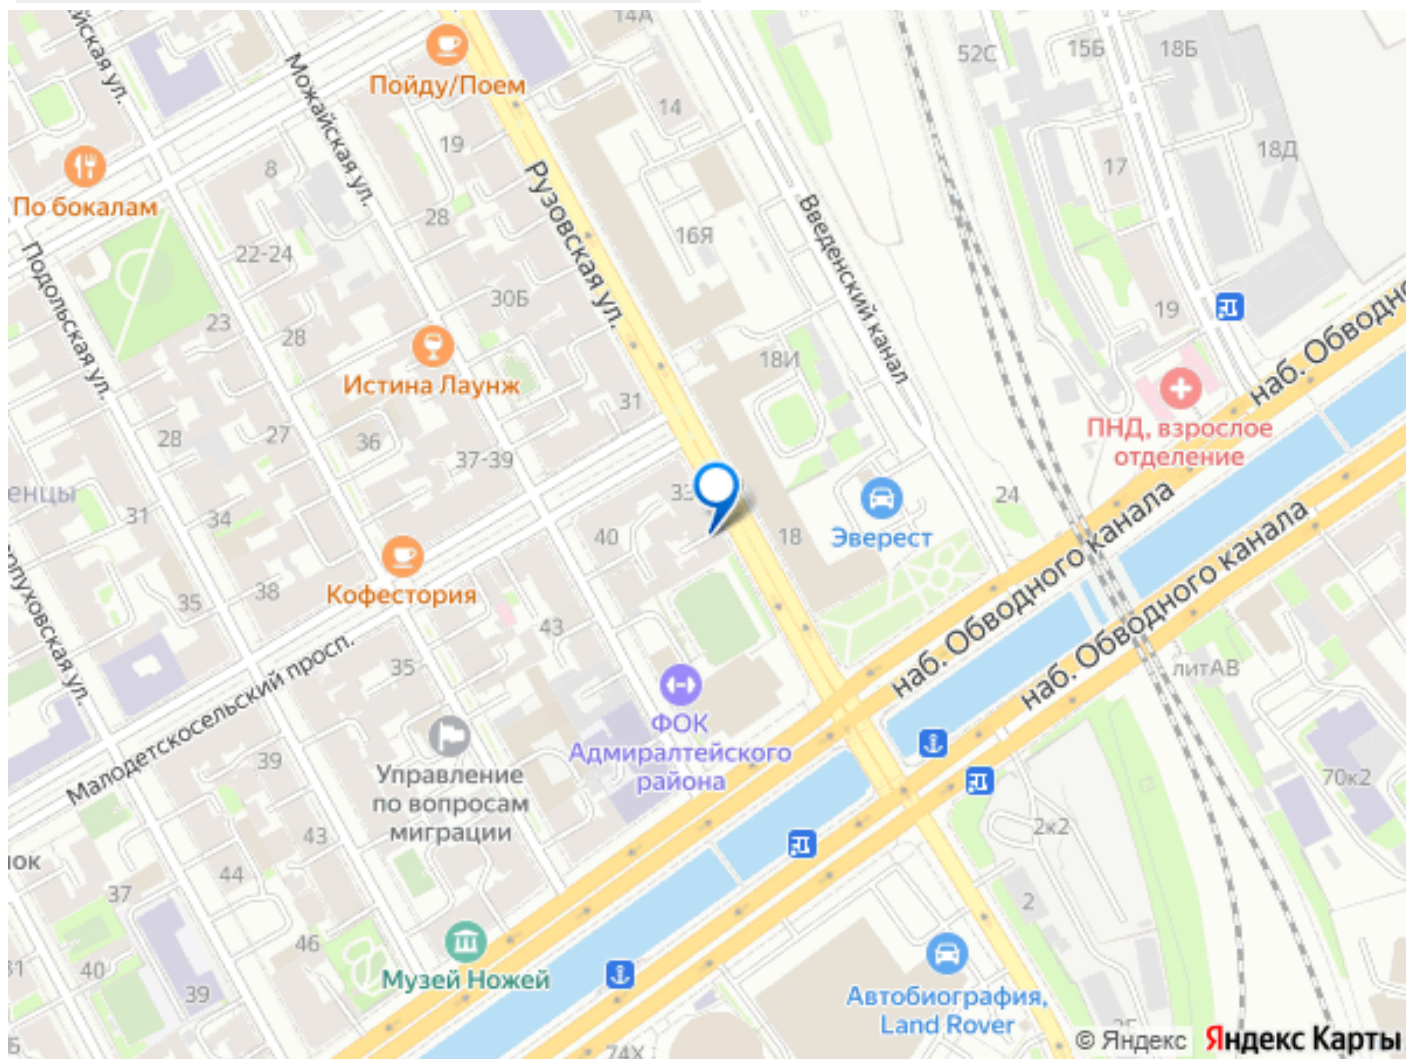 14А
52С
15Б
18Б
Пойду/Поем
Можайская ул.
14
19
8
17
18Д
По бокалам
28
Рузовская ул.
16Я
Введенский канал
Подольская ул.
22-24
30Б
23
28
19
наб. Обводно
Истина Лаунж
18И
31
ПНД, взрослое
отделение
28
27
36
37-39
33
24
31
34
40
18
Эверест
наб. Обводного канала
наб. Обводного канала
Кофестория
38
35
43
Малодетскосельский просп.
35
литАВ
ФОК
Адмиралтейского
района
39
Управление
по вопросам
миграции
70к2
2к2
43
44
37
2
46
40
39
Музей Ножей
Автобиография,
Land Rover
74Х
© Яндекс
Яндекс Карты